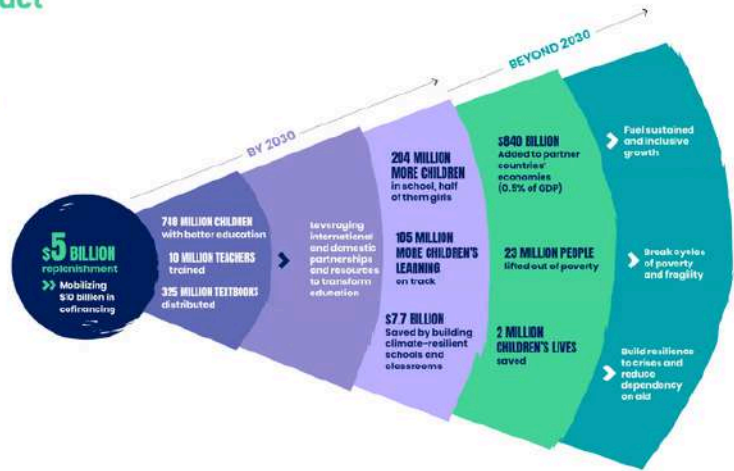 act
BY 2030
BEYOND 2030
$5 BILLION
replenishment
Mobilizing
$10 billion in
cofinancing
748 MILLION CHILDREN
with better education
10 MILLION TEACHERS
trained
325 MILLION TEXTBOOKS
distributed
leveraging
international
and domestic
partnerships
and resources
to transform
education
204 MILLION
MORE CHILDREN
in school, half
of them girls
105 MILLION
MORE CHILDREN'S
LEARNING
on track
$7.7 BILLION
Saved by building
climate-resilient
schools and
classrooms
$840 BILLION
Added to partner
countries'
economies
(0.5% of GDP)
23 MILLION PEOPLE
lifted out of poverty
2 MILLION
CHILDREN'S LIVES
saved
Fuel sustained
and inclusive
growth
Break cycles
of poverty
and fragility
Build resilience
to crises and
reduce
dependency
on aid